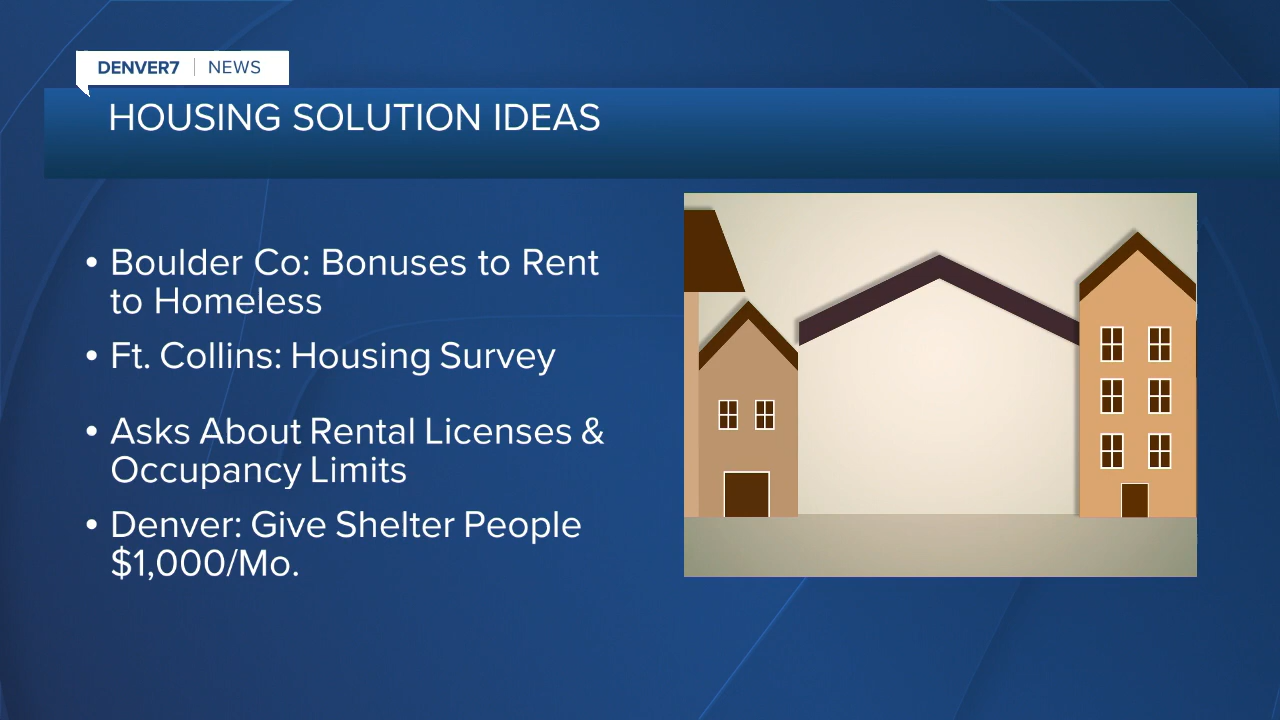 DENVER7 | NEWS
HOUSING SOLUTION IDEAS
• Boulder Co: Bonuses to Rent
to Homeless
• Ft. Collins: Housing Survey
• Asks About Rental Licenses &
Occupancy Limits
• Denver: Give Shelter People
$1,000/Mo.